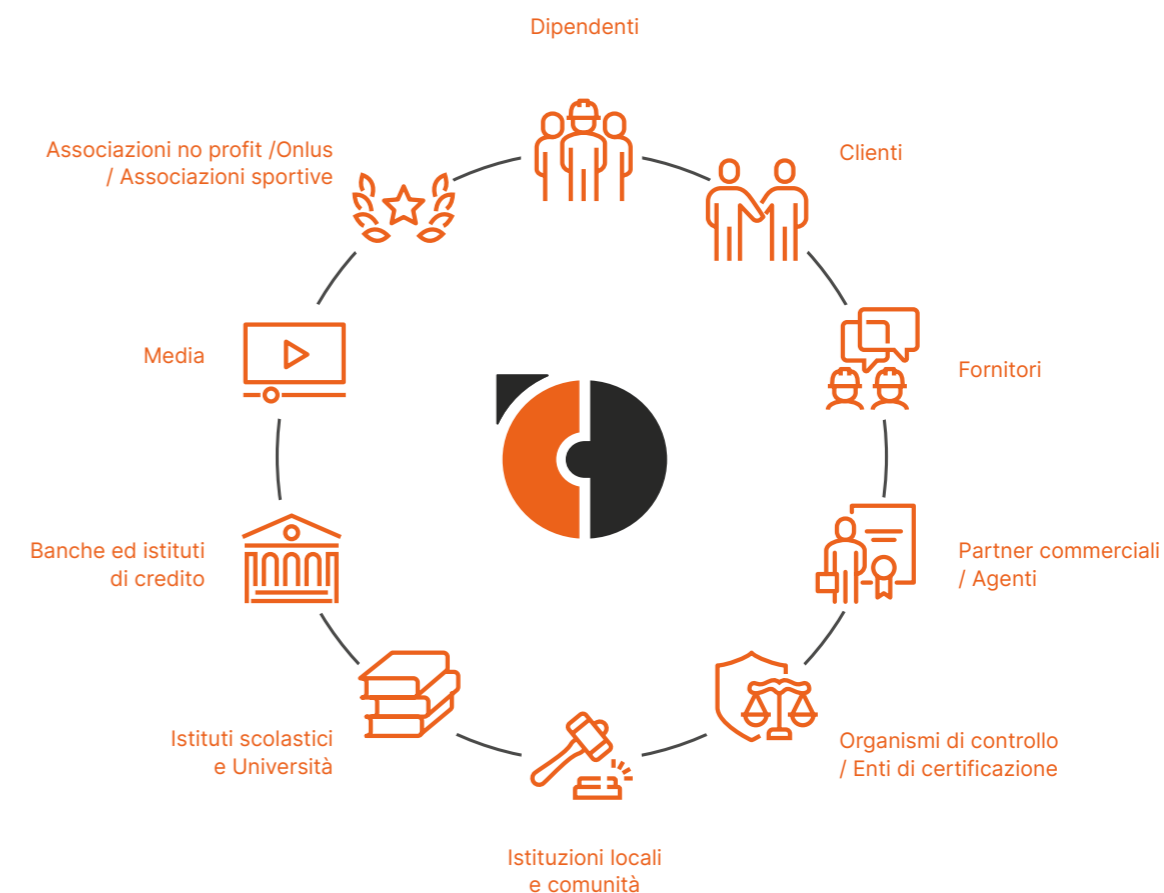 Dipendenti
Clienti
Fornitori
Partner commerciali
/ Agenti
Organismi di controllo
/ Enti di certificazione
Istituzioni locali
e comunità
Istituti scolastici
e Università
Banche ed istituti
di credito
Media
Associazioni no profit /Onlus
/ Associazioni sportive